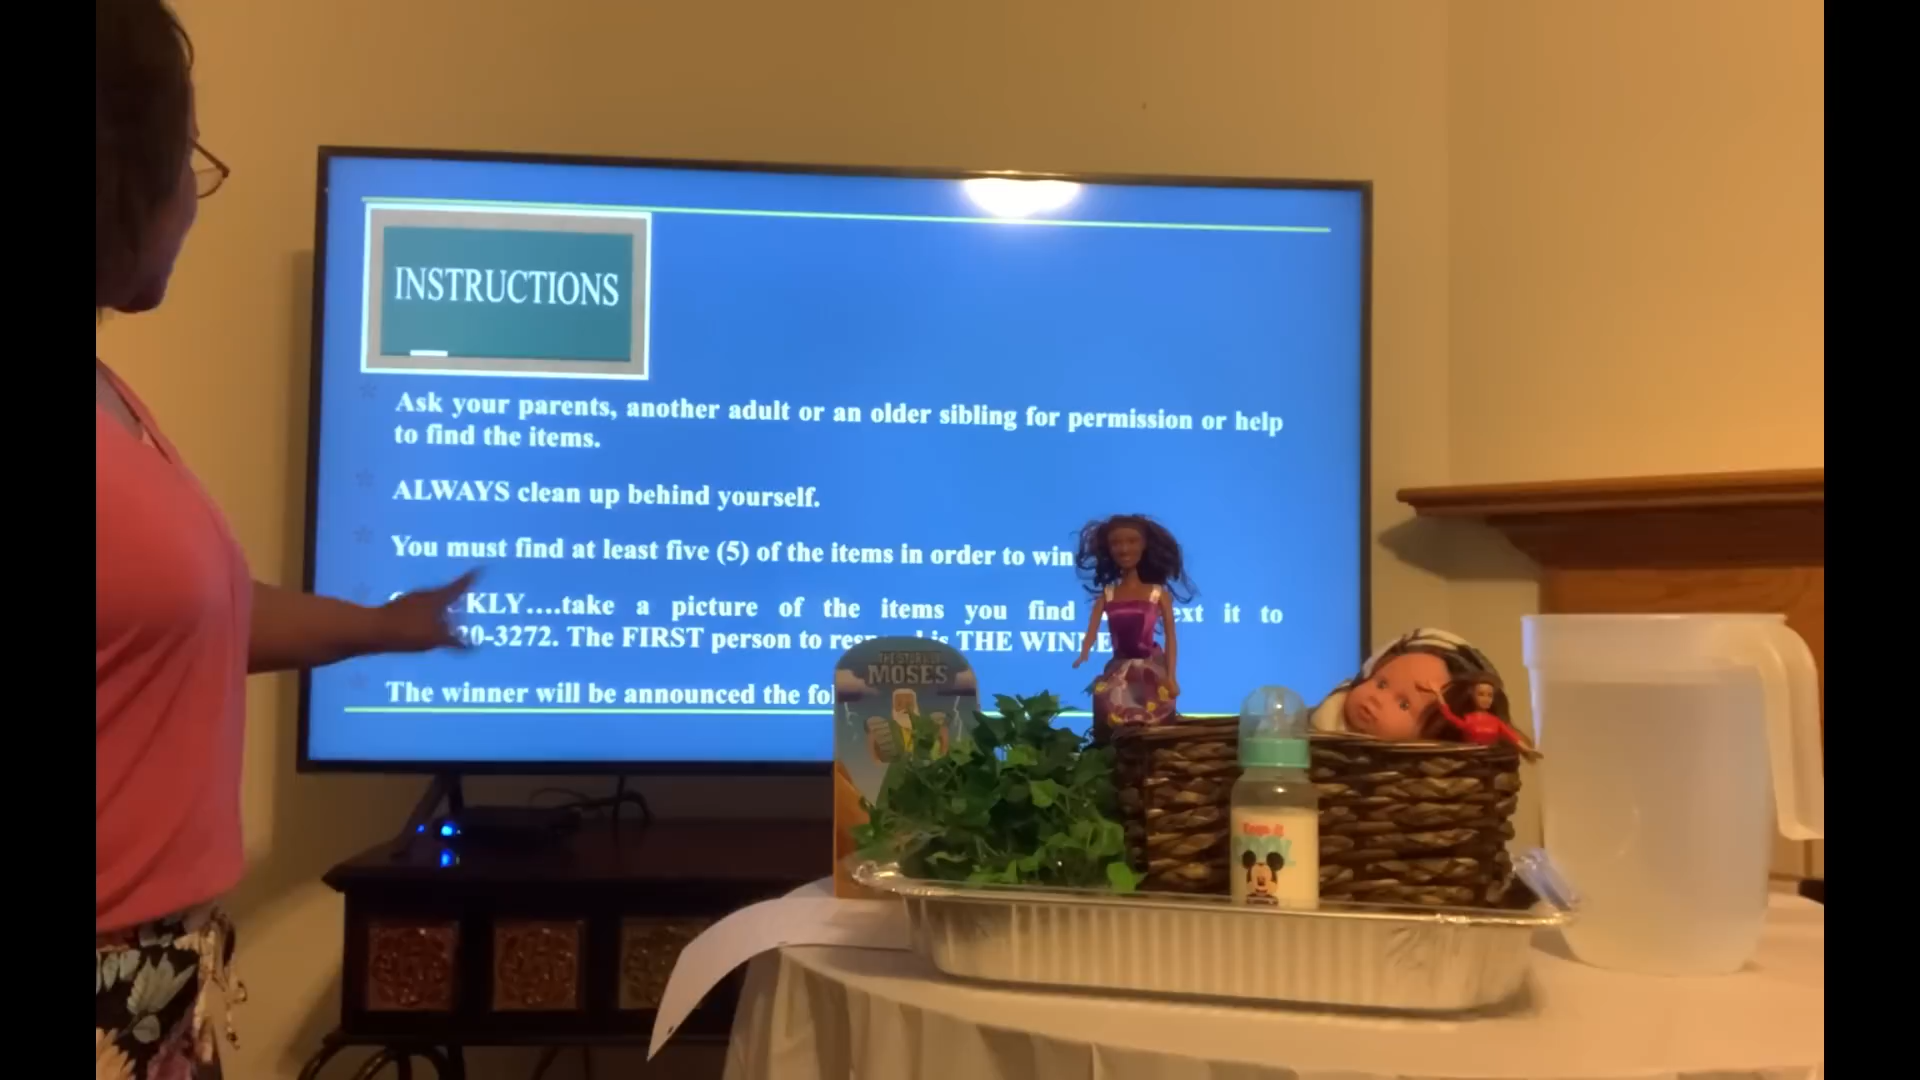 INSTRUCTIONS
Ask your parents, another adult or an older sibling for permission or help
to find the items.
ALWAYS clean up behind yourself.
You must find at least five (5) of the items in order to win
KLY....take a picture of the items you find ext it to
20-3272. The FIRST person to is THE WINNE
The winner will be announced the fol
MOSES